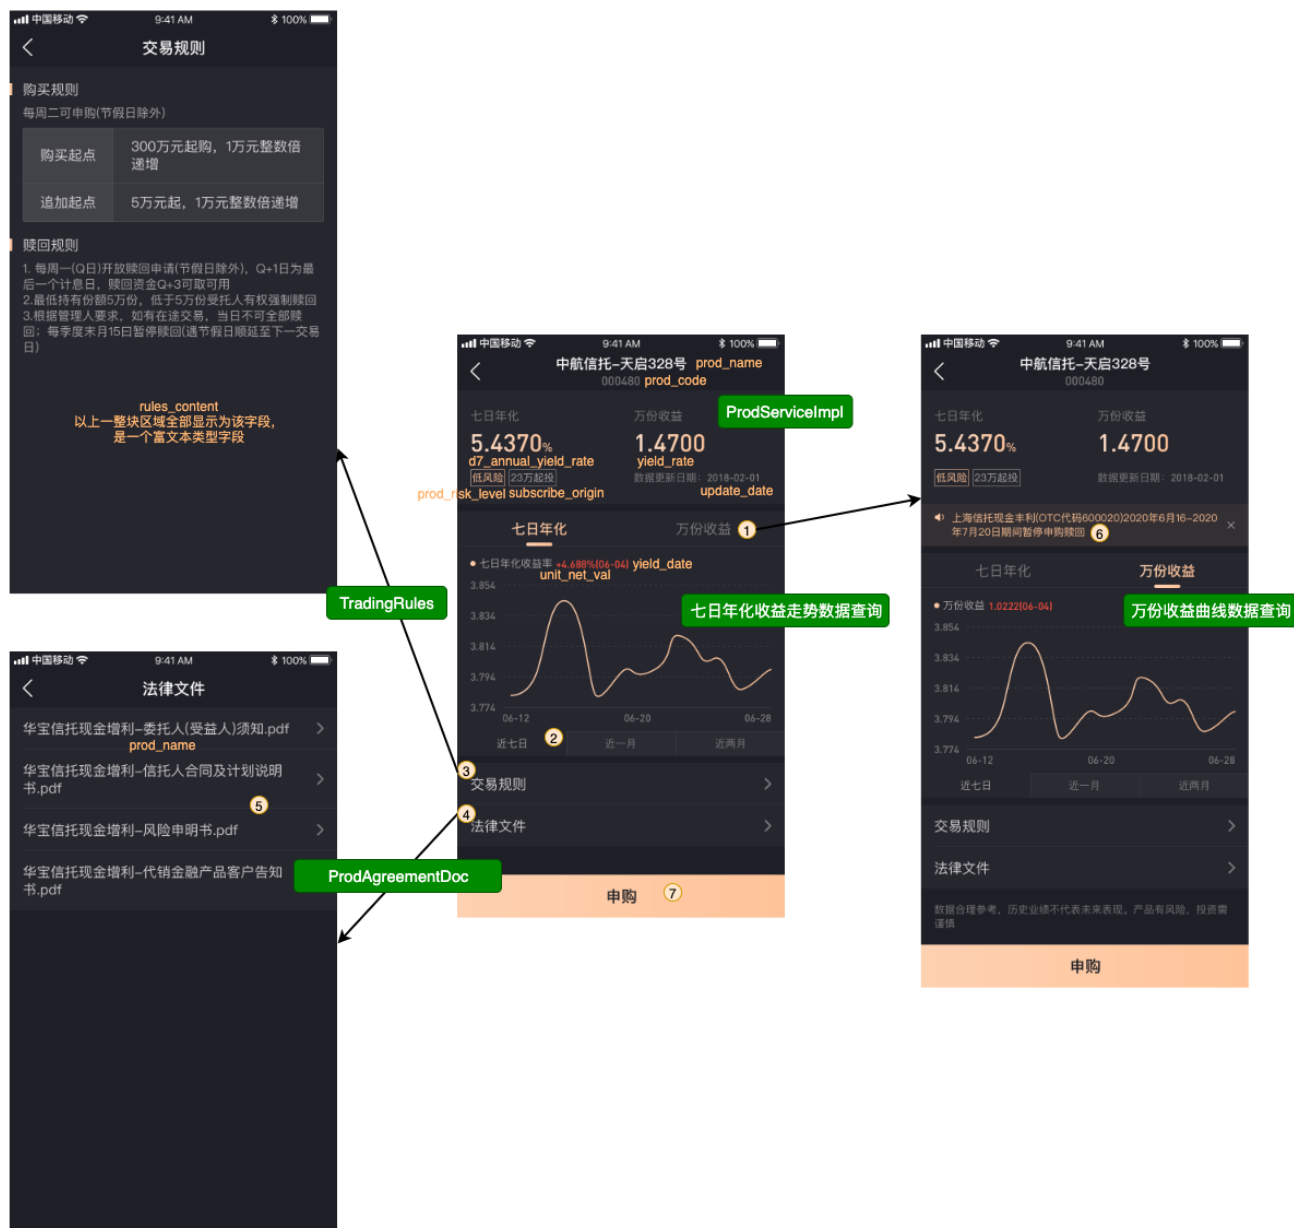 中国移动
9:41 AM
100%
交易规则
购买规则
每周二可申购(节假日除外)
购买起点
300万元起购，1万元整数倍
递增
追加起点
5万元起，1万元整数倍递增
赎回规则
1. 每周一(Q日)开放赎回申请(节假日除外)，Q+1日为最
后一个计息日，赎回资金Q+3可取可用
2.最低持有份额5万份，低于5万份受托人有权强制赎回
3.根据管理人要求，如有在途交易，当日不可全部赎
回；每季度末月15日暂停赎回(遇节假日顺延至下一交易
日)
rules_content
以上一整块区域全部显示为该字段，
是一个富文本类型字段
TradingRules
中国移动
9:41 AM
100%
法律文件
华宝信托现金增利-委托人(受益人)须知.pdf
prod_name
华宝信托现金增利-信托人合同及计划说明
书.pdf
5
华宝信托现金增利-风险申明书.pdf
华宝信托现金增利-代销金融产品客户告知
书.pdf
ProdAgreementDoc
中国移动
9:41 AM
100%
中航信托-天启328号 prod_name
000480 prod_code
ProdServiceImpl
七日年化
万份收益
5.4370%
1.4700
d7_annual_yield_rate
yield_rate
低风险
23万起投
数据更新日期：2018-02-01
prod_risk_level subscribe_origin
update_date
七日年化
万份收益
1
七日年化收益率 +4.688%(06-04) yield_date
unit_net_val
3.854
七日年化收益走势数据查询
3.834
3.814
3.794
3.774
06-12
06-20
06-28
近七日
2
近一月
近两月
3
交易规则
4
法律文件
申购
7
中国移动
9:41 AM
100%
中航信托-天启328号
000480
七日年化
万份收益
5.4370%
1.4700
低风险
23万起投
数据更新日期：2018-02-01
上海信托现金丰利(OTC代码600020)2020年6月16-2020
年7月20日期间暂停申购赎回
6
七日年化
万份收益
万份收益 1.0222(06-04)
万份收益曲线数据查询
3.854
3.834
3.814
3.794
3.774
06-12
06-20
06-28
近七日
近一月
近两月
交易规则
法律文件
数据合理参考，历史业绩不代表未来表现。产品有风险，投资需
谨慎
申购